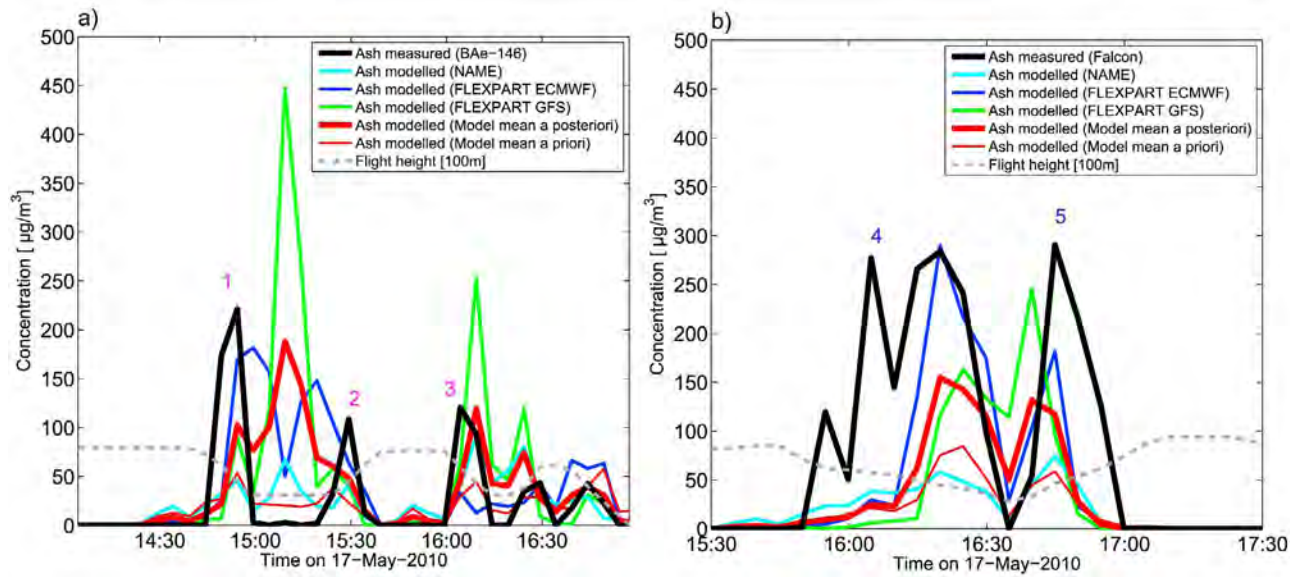 a)
500
450
400
350
300
250
200
150
100
50
0
Concentration [ µg/m³]
Ash measured (BAe-146)
Ash modelled (NAME)
Ash modelled (FLEXPART ECMWF)
Ash modelled (FLEXPART GFS)
Ash modelled (Model mean a posteriori)
Ash modelled (Model mean a priori)
Flight height [100m]
1
2
3
14:30 15:00 15:30 16:00 16:30
Time on 17-May-2010
b)
500
450
400
350
300
250
200
150
100
50
0
Concentration [ µg/m³]
Ash measured (Falcon)
Ash modelled (NAME)
Ash modelled (FLEXPART ECMWF)
Ash modelled (FLEXPART GFS)
Ash modelled (Model mean a posteriori)
Ash modelled (Model mean a priori)
Flight height [100m]
4
5
15:30 16:00 16:30 17:00 17:30
Time on 17-May-2010